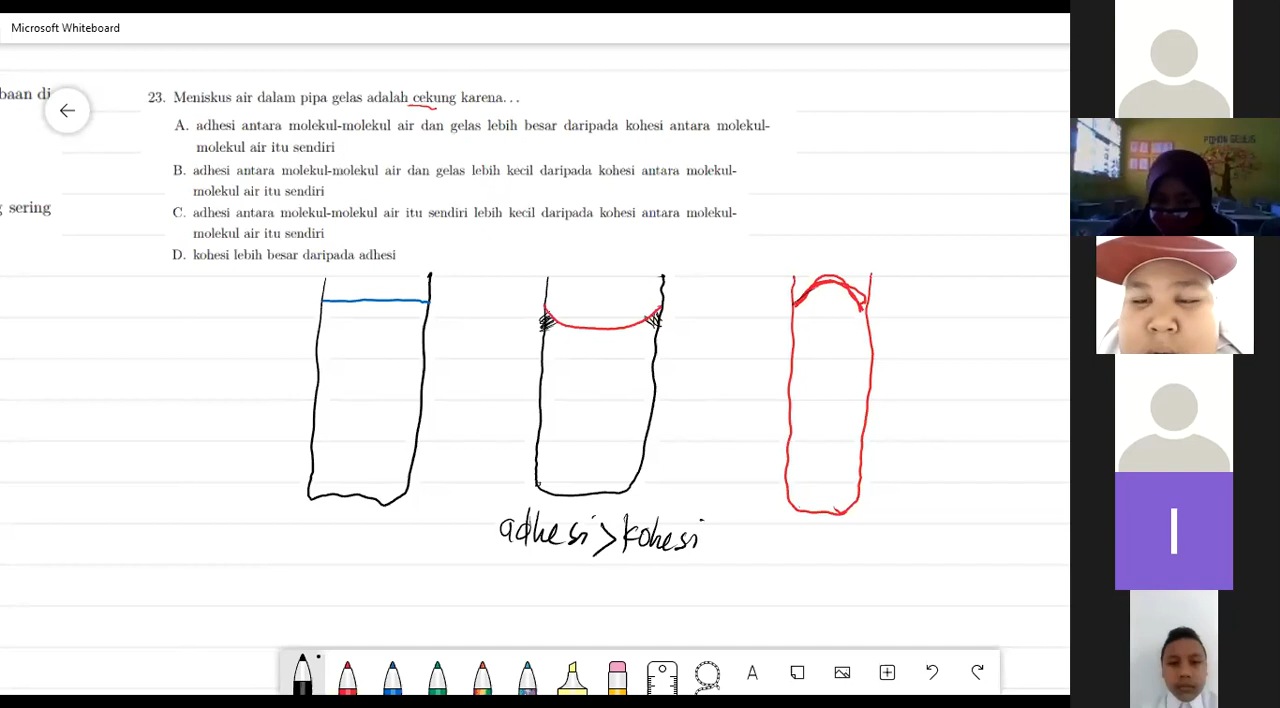 Microsoft Whiteboard
baan di
23. Meniskus air dalam pipa gelas adalah cekung karena...
A. adhesi antara molekul-molekul air dan gelas lebih besar daripada kohesi antara molekul-
molekul air itu sendiri
B. adhesi antara molekul-molekul air dan gelas lebih kecil daripada kohesi antara molekul-
molekul air itu sendiri
g sering
C. adhesi antara molekul-molekul air itu sendiri lebih kecil daripada kohesi antara molekul-
molekul air itu sendiri
D. kohesi lebih besar daripada adhesi
adhesi > kohesi
A
POHON GEULIS
I